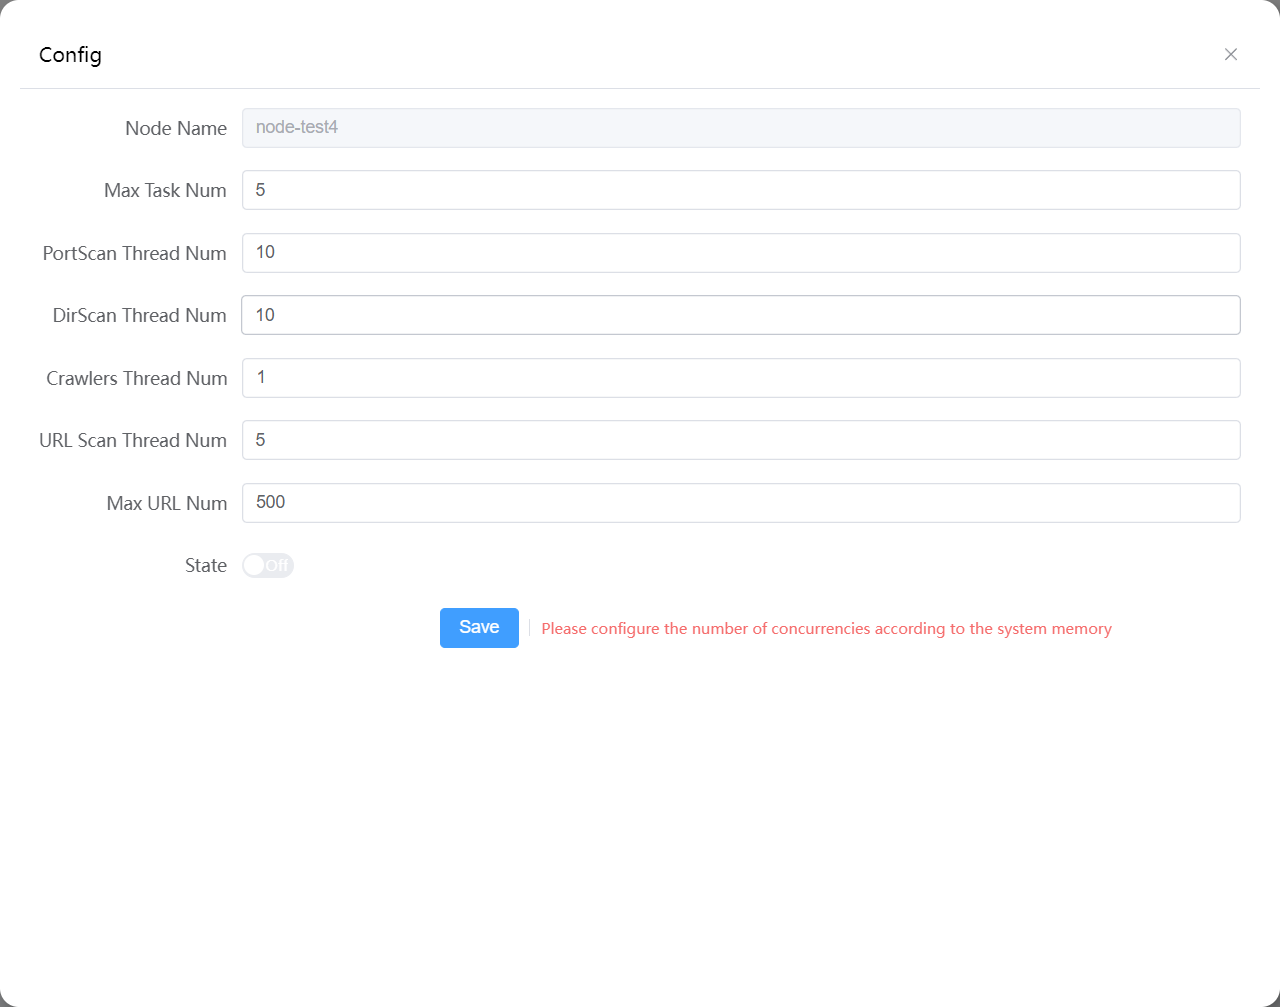 Config
Node Name node-test4
Max Task Num 5
PortScan Thread Num 10
DirScan Thread Num 10
Crawlers Thread Num 1
URL Scan Thread Num 5
Max URL Num 500
State Off
Save Please configure the number of concurrencies according to the system memory